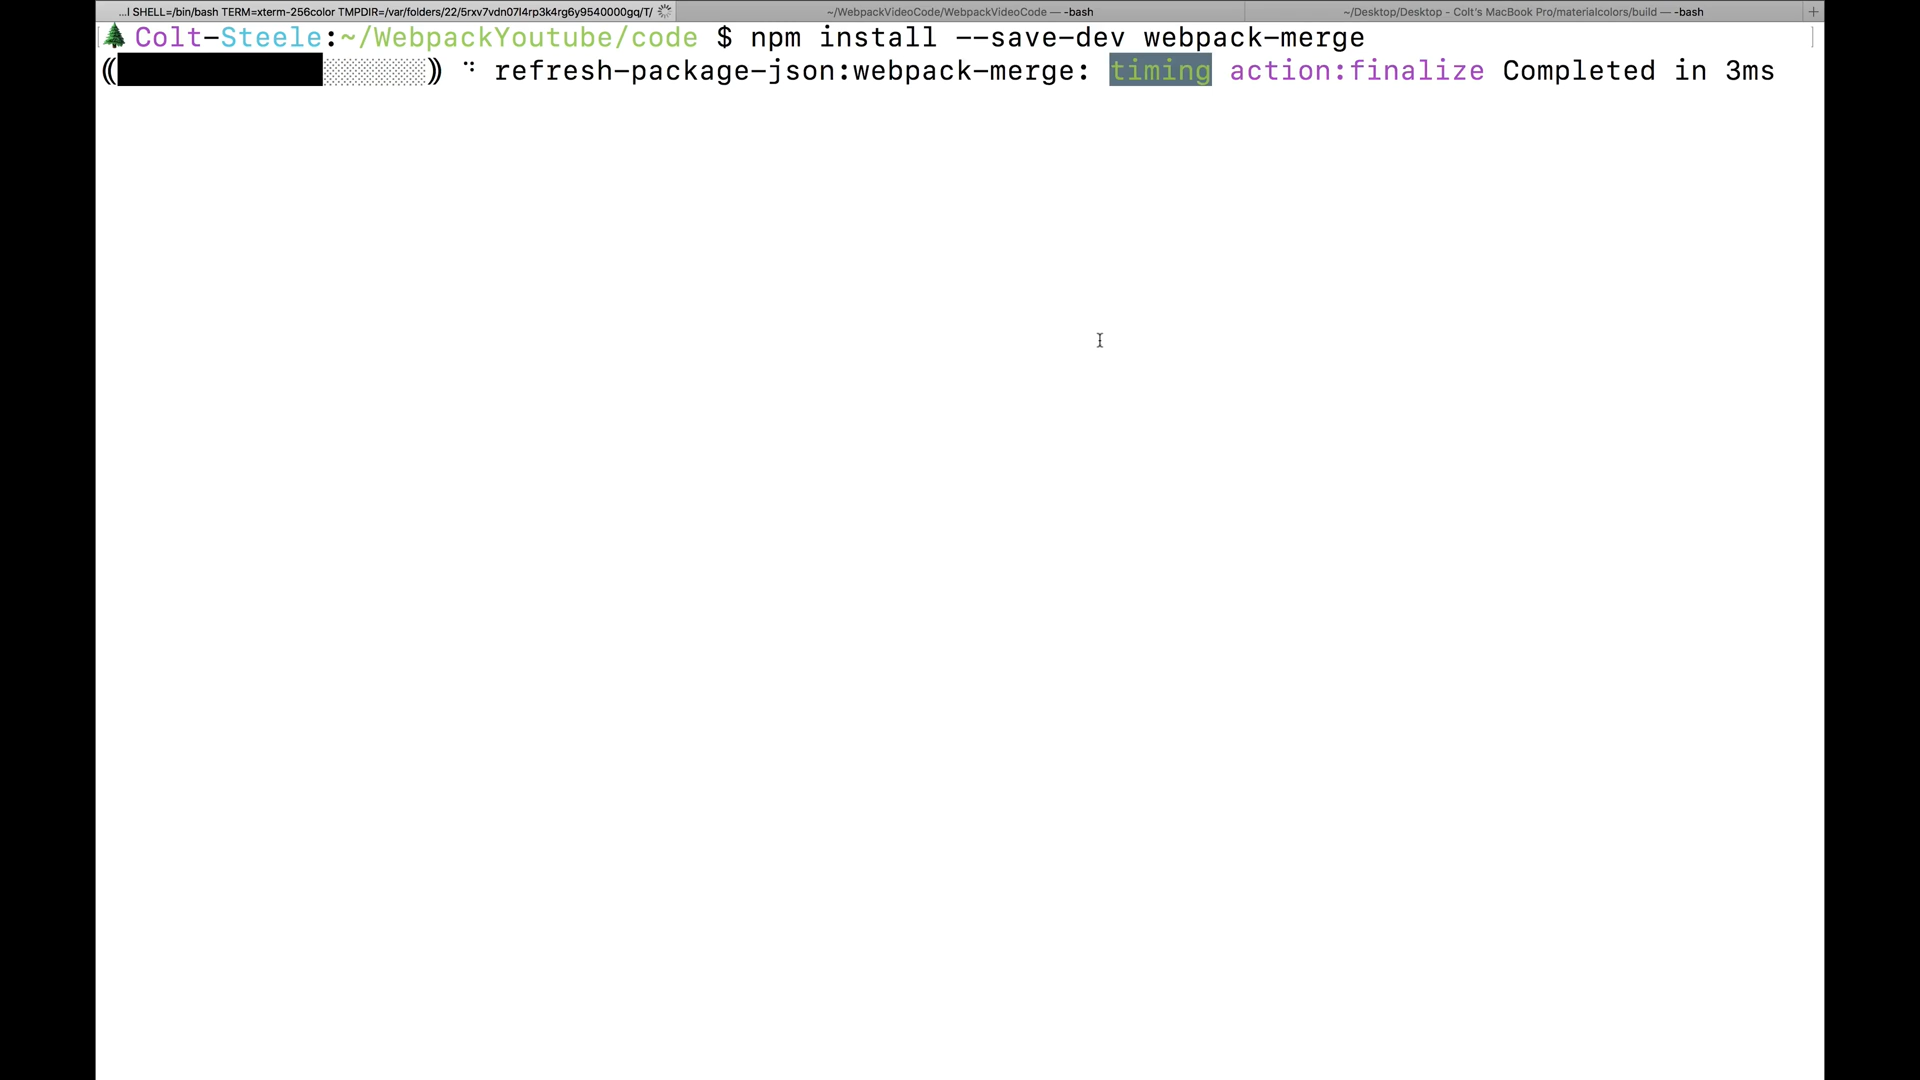 ...l SHELL=/bin/bash TERM=xterm-256color TMPDIR=/var/folders/22/5rxv7vdn07l4rp3k4rg6y9540000gq/T/
~/WebpackVideoCode/WebpackVideoCode — -bash
~/Desktop/Desktop - Colt's MacBook Pro/materialcolors/build — -bash
Colt-Steele:~/WebpackYoutube/code $ npm install --save-dev webpack-merge
refresh-package-json:webpack-merge: timing action:finalize Completed in 3ms